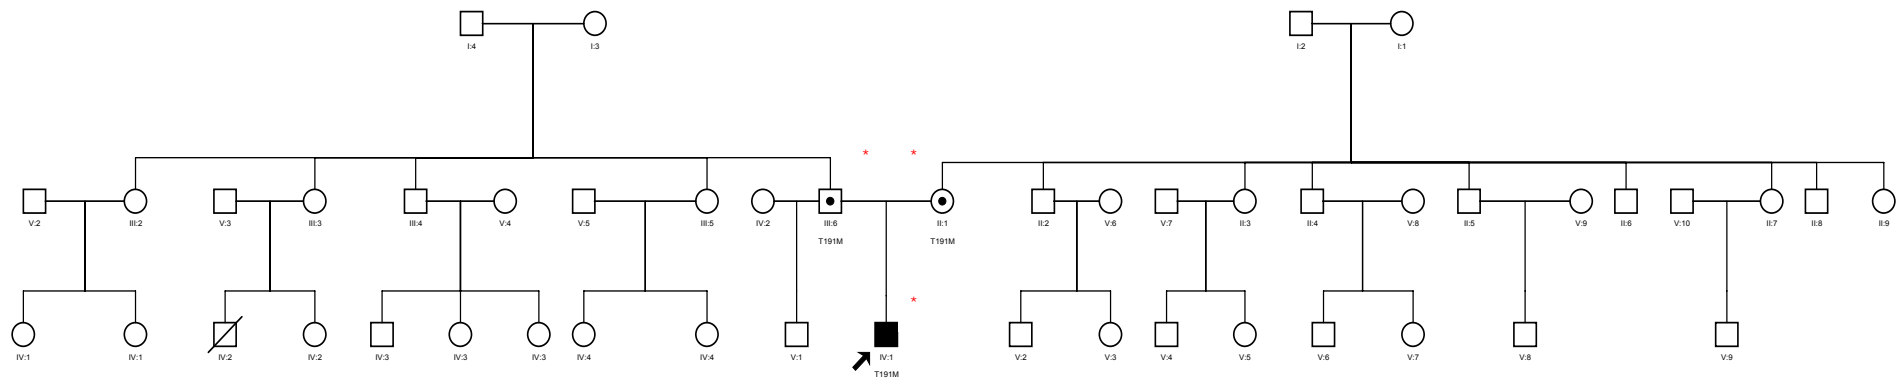 I:4 I:3 I:2 I:1
* *
V:2 III:2 V:3 III:3 III:4 V:4 V:5 III:5 IV:2 III:6 II:1 II:2 V:6 V:7 II:3 II:4 V:8 II:5 V:9 II:6 V:10 II:7 II:8 II:9
T191M T191M
*
IV:1 IV:1 IV:2 IV:2 IV:3 IV:3 IV:3 IV:4 IV:4 V:1 IV:1 V:2 V:3 V:4 V:5 V:6 V:7 V:8 V:9
T191M